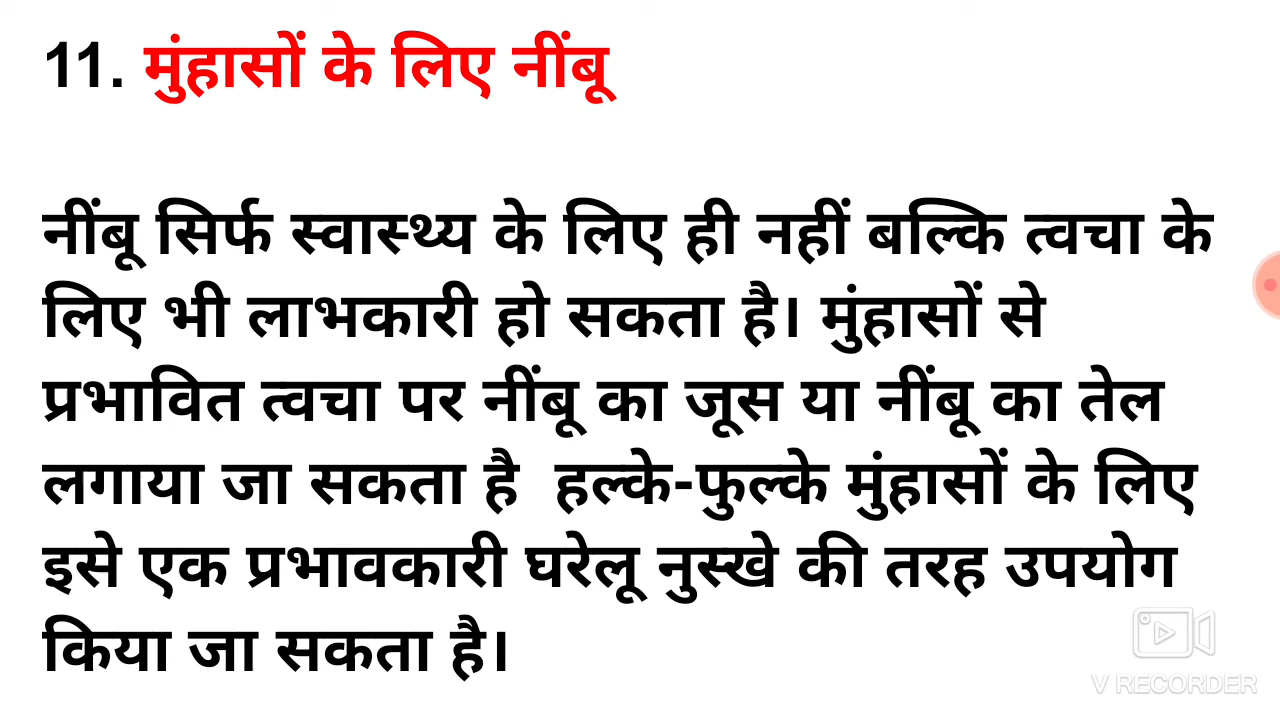 11. मुंहासों के लिए नींबू
नींबू सिर्फ स्वास्थ्य के लिए ही नहीं बल्कि त्वचा के
लिए भी लाभकारी हो सकता है। मुंहासों से
प्रभावित त्वचा पर नींबू का जूस या नींबू का तेल
लगाया जा सकता है हल्के-फुल्के मुंहासों के लिए
इसे एक प्रभावकारी घरेलू नुस्खे की तरह उपयोग
किया जा सकता है।
V RECORDER